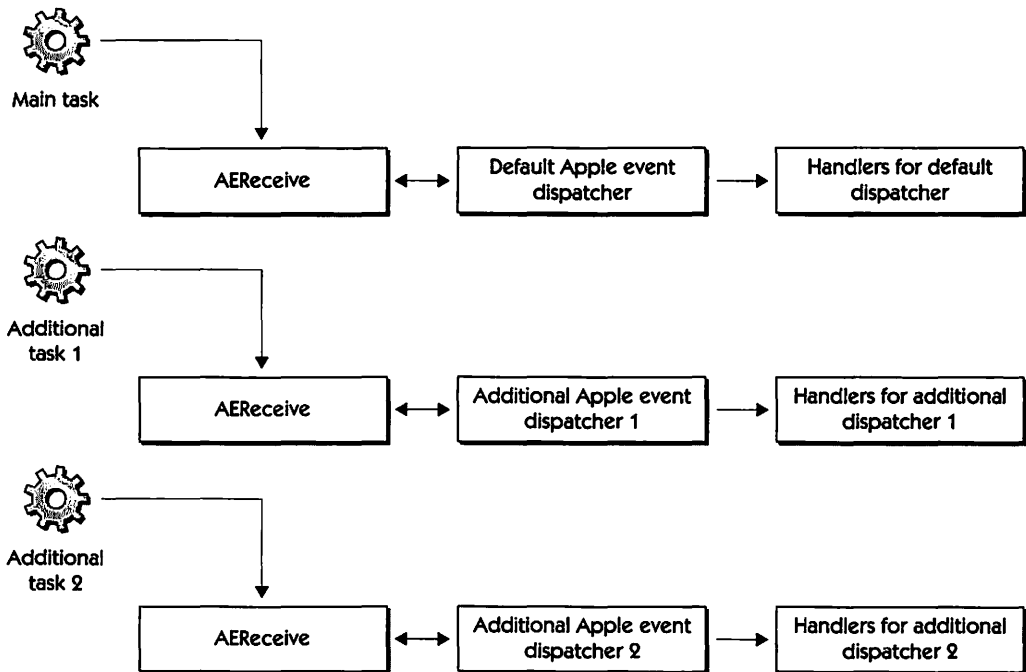 Main task
AEReceive
Default Apple event
dispatcher
Handlers for default
dispatcher
Additional
task 1
AEReceive
Additional Apple event
dispatcher 1
Handlers for additional
dispatcher 1
Additional
task 2
AEReceive
Additional Apple event
dispatcher 2
Handlers for additional
dispatcher 2